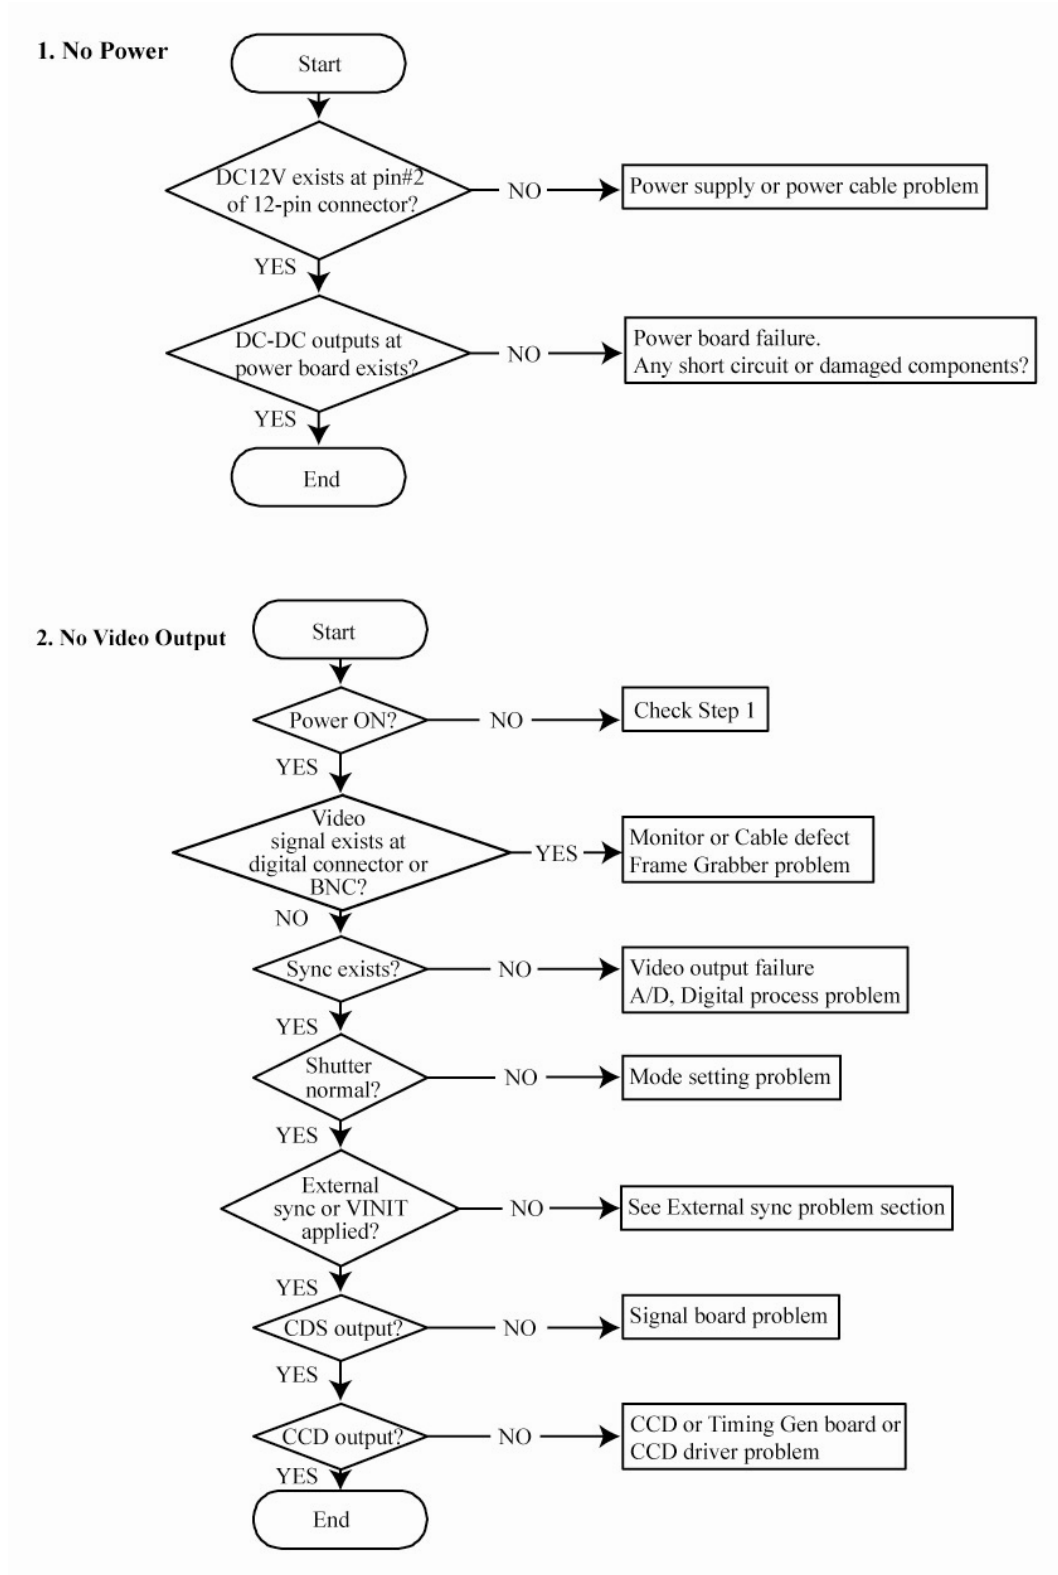 1. No Power
Start
DC12V exists at pin#2
of 12-pin connector?
NO
Power supply or power cable problem
YES
DC-DC outputs at
power board exists?
NO
Power board failure.
Any short circuit or damaged components?
YES
End
2. No Video Output
Start
Power ON?
NO
Check Step 1
YES
Video
signal exists at
digital connector or
BNC?
YES
Monitor or Cable defect
Frame Grabber problem
NO
Sync exists?
NO
Video output failure
A/D, Digital process problem
YES
Shutter
normal?
NO
Mode setting problem
YES
External
sync or VINIT
applied?
NO
See External sync problem section
YES
CDS output?
NO
Signal board problem
YES
CCD output?
NO
CCD or Timing Gen board or
CCD driver problem
YES
End